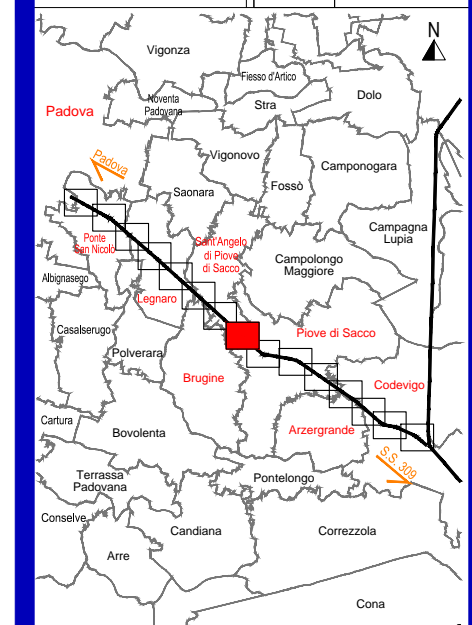 N
Vigonza
Fiesso d'Artico
Dolo
Noventa
Padovana
Stra
Padova
Padova
Vigonovo
Camponogara
Saonara
Fossò
Campagna
Lupia
Ponte
San Nicolò
Sant'Angelo
di Piove
di Sacco
Campolongo
Maggiore
Albignasego
Legnaro
Casalserugo
Piove di Sacco
Polverara
Brugine
Codevigo
Cartura
Bovolenta
Arzergrande
S.S. 309
Terrassa
Padovana
Pontelongo
Conselve
Candiana
Correzzola
Arre
Cona